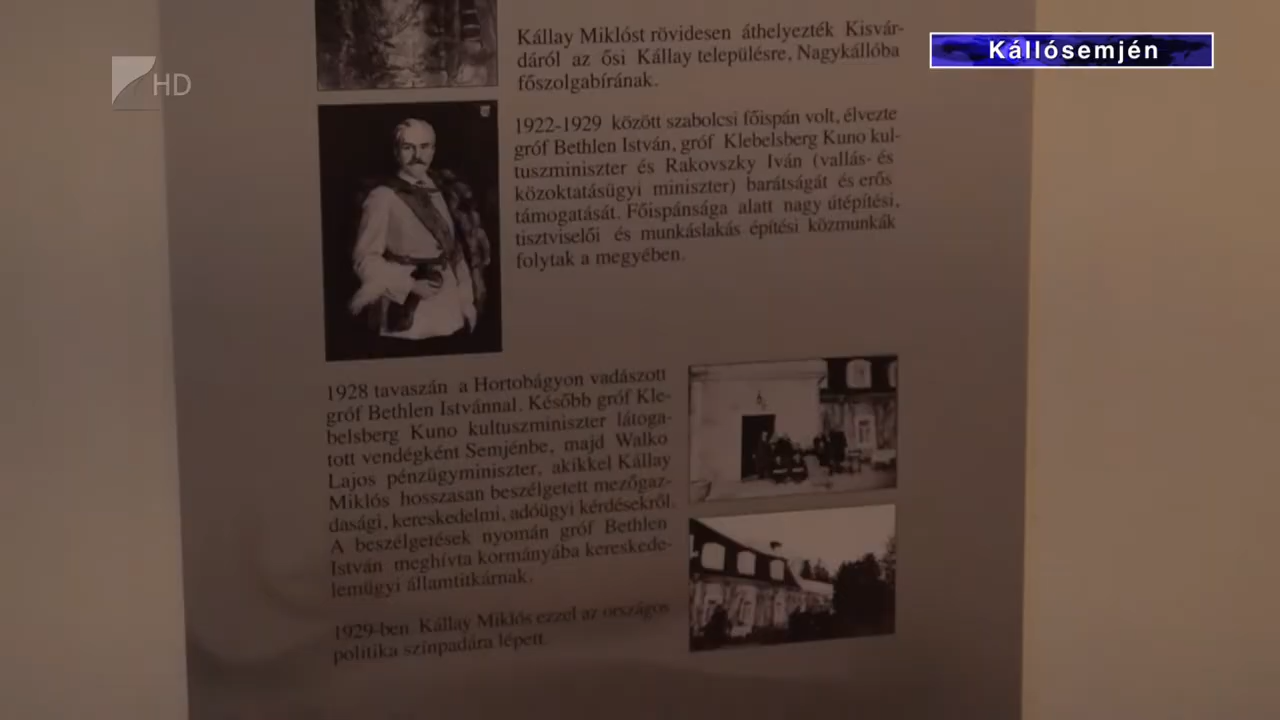 HD
Kállósemjén
Kállay Miklóst rövidesen áthelyezték Kisvár-
dáról az ősi Kállay településre, Nagykállóba
főszolgabírának.
1922-1929 között szabolcsi főispán volt, élvezte
gróf Bethlen István, gróf Klebelsberg Kuno kul-
tuszminiszter és Rakovszky Iván (vallás- és
közoktatásügyi miniszter) barátságát és erős
támogatását. Főispánsága alatt nagy útépítési,
tisztviselői és munkáslakás építési közmunkák
folytak a megyében.
1928 tavaszán a Hortobágyon vadászott
gróf Bethlen Istvánnal. Később gróf Kle-
belsberg Kuno kultuszminiszter látoga-
tott vendégként Semjénbe, majd Walko
Lajos pénzügyminiszter, akikkel Kállay
Miklós hosszasan beszélgetett mezőgaz-
dasági, kereskedelmi, adóügyi kérdésekről.
A beszélgetések nyomán gróf Bethlen
István meghívta kormányába kereskede-
lemügyi államtitkárnak.
1929-ben Kállay Miklós ezzel az országos
politika színpadára lépett.